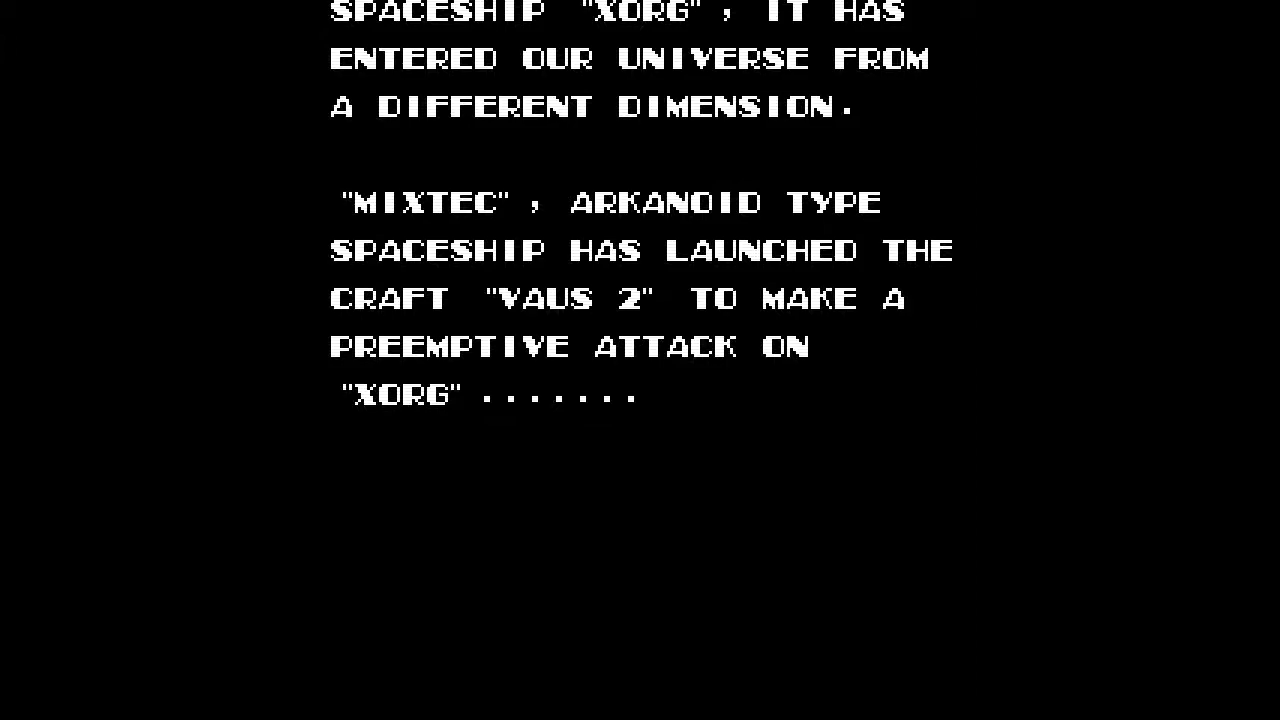 SPACESHIP "XORG", IT HAS
ENTERED OUR UNIVERSE FROM
A DIFFERENT DIMENSION.
"MIXTEC", ARKANOID TYPE
SPACESHIP HAS LAUNCHED THE
CRAFT "VAUS 2" TO MAKE A
PREEMPTIVE ATTACK ON
"XORG".......